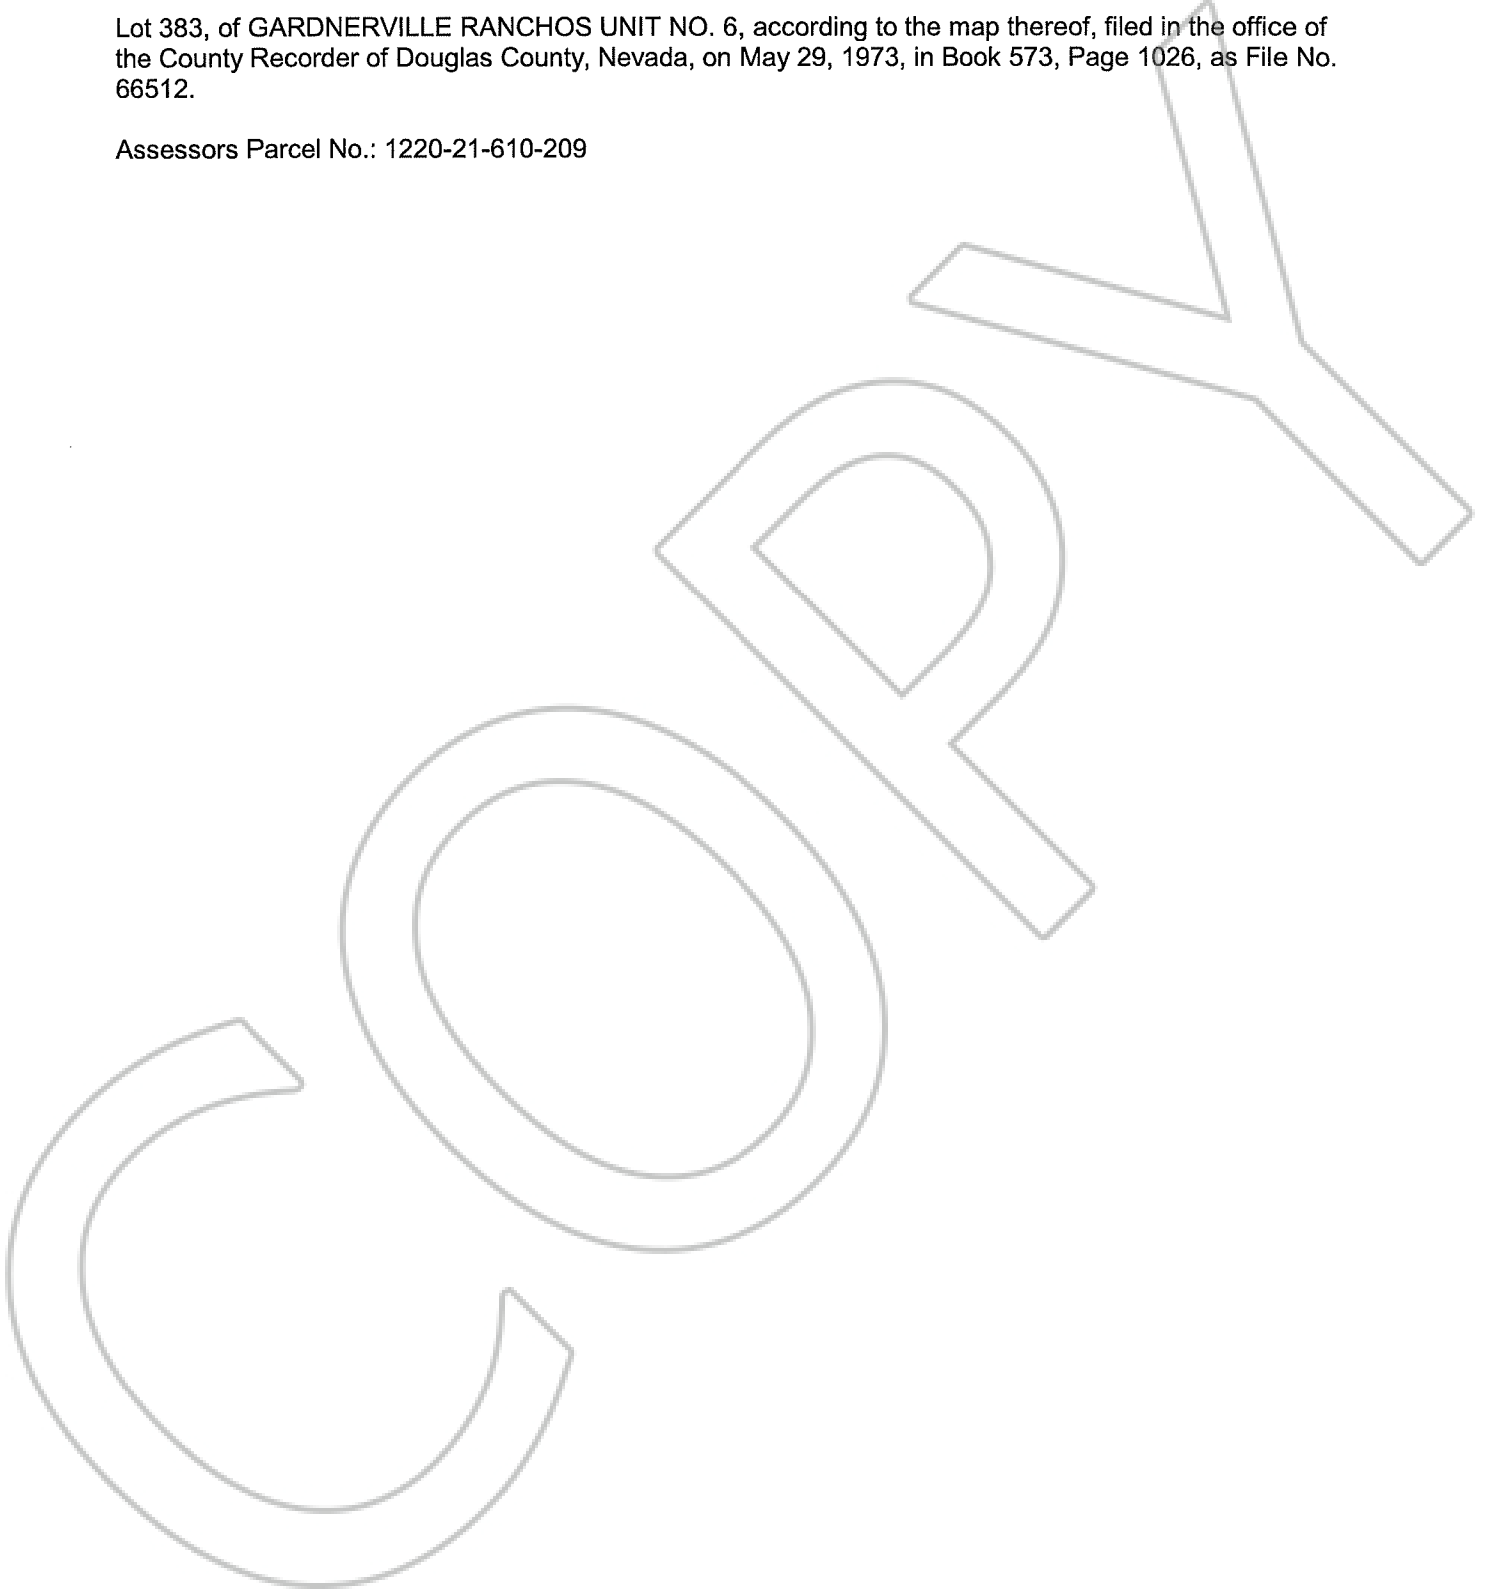 Lot 383, of GARDNERVILLE RANCHOS UNIT NO. 6, according to the map thereof, filed in the office of
the County Recorder of Douglas County, Nevada, on May 29, 1973, in Book 573, Page 1026, as File No.
66512.
Assessors Parcel No.: 1220-21-610-209
COPY